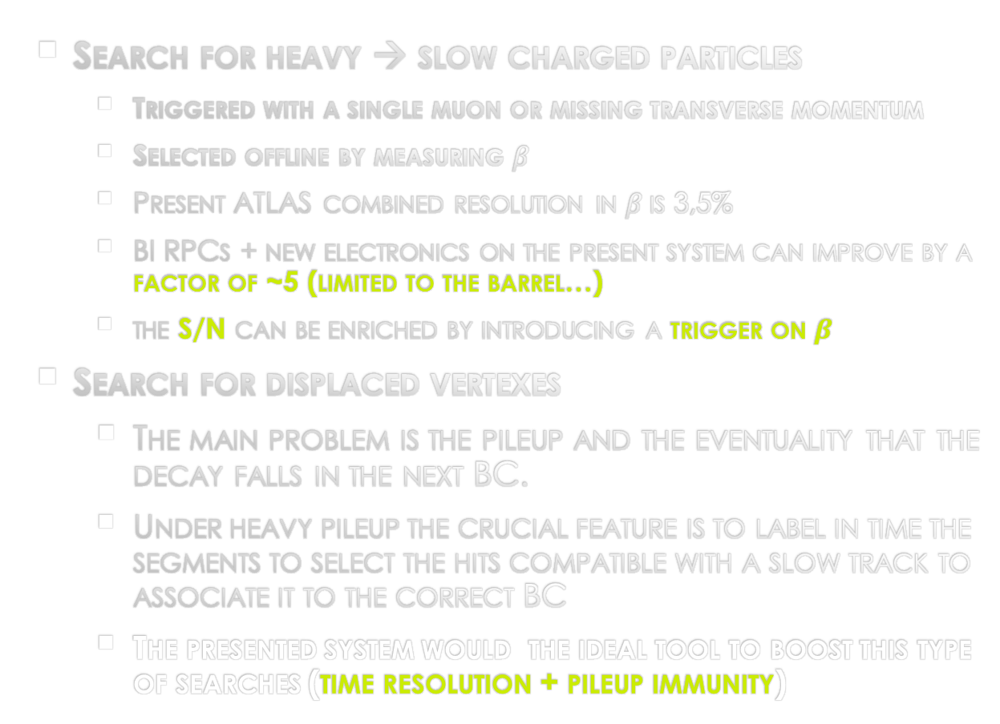 SEARCH FOR HEAVY → SLOW CHARGED PARTICLES
TRIGGERED WITH A SINGLE MUON OR MISSING TRANSVERSE MOMENTUM
SELECTED OFFLINE BY MEASURING β
PRESENT ATLAS COMBINED RESOLUTION IN β IS 3,5%
BI RPCS + NEW ELECTRONICS ON THE PRESENT SYSTEM CAN IMPROVE BY A
FACTOR OF ~5 (LIMITED TO THE BARREL...)
THE S/N CAN BE ENRICHED BY INTRODUCING A TRIGGER ON β
SEARCH FOR DISPLACED VERTEXES
THE MAIN PROBLEM IS THE PILEUP AND THE EVENTUALITY THAT THE
DECAY FALLS IN THE NEXT BC.
UNDER HEAVY PILEUP THE CRUCIAL FEATURE IS TO LABEL IN TIME THE
SEGMENTS TO SELECT THE HITS COMPATIBLE WITH A SLOW TRACK TO
ASSOCIATE IT TO THE CORRECT BC
THE PRESENTED SYSTEM WOULD THE IDEAL TOOL TO BOOST THIS TYPE
OF SEARCHES (TIME RESOLUTION + PILEUP IMMUNITY)